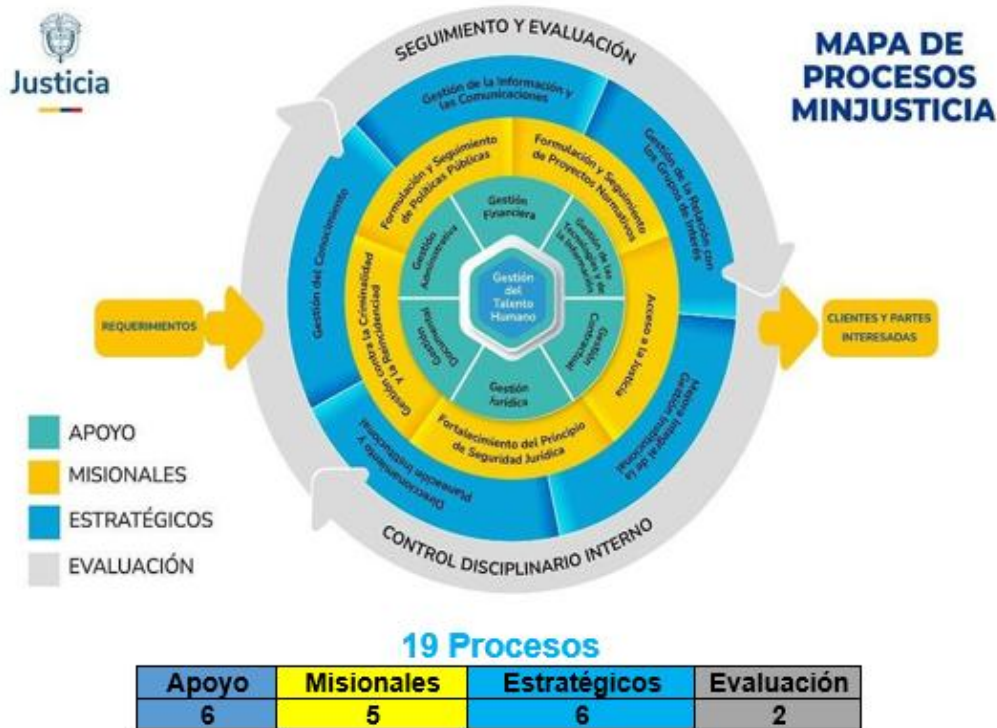 Justicia
MAPA DE
PROCESOS
MINJUSTICIA
SEGUIMIENTO Y EVALUACIÓN
Gestión de la Información y
las Comunicaciones
Gestión de la Relación con
los Grupos de Interés
Mejora Integral de la
Gestión Institucional
Direccionamiento y
Planeación Institucional
Gestión del Conocimiento
Formulación y Seguimiento
de Políticas Públicas
Formulación y Seguimiento
de Proyectos Normativos
Acceso a la Justicia
Fortalecimiento del Principio
de Seguridad Jurídica
Gestión contra la Criminalidad
y la Reincidencia
Gestión
Financiera
Gestión de las
Tecnologías y de
la Información
Gestión
Contractual
Gestión
Jurídica
Gestión
Documental
Gestión
Administrativa
Gestión
del
Talento
Humano
REQUERIMIENTOS
CLIENTES Y PARTES
INTERESADAS
CONTROL DISCIPLINARIO INTERNO
APOYO
MISIONALES
ESTRATÉGICOS
EVALUACIÓN
19 Procesos
Apoyo Misionales Estratégicos Evaluación
6 5 6 2